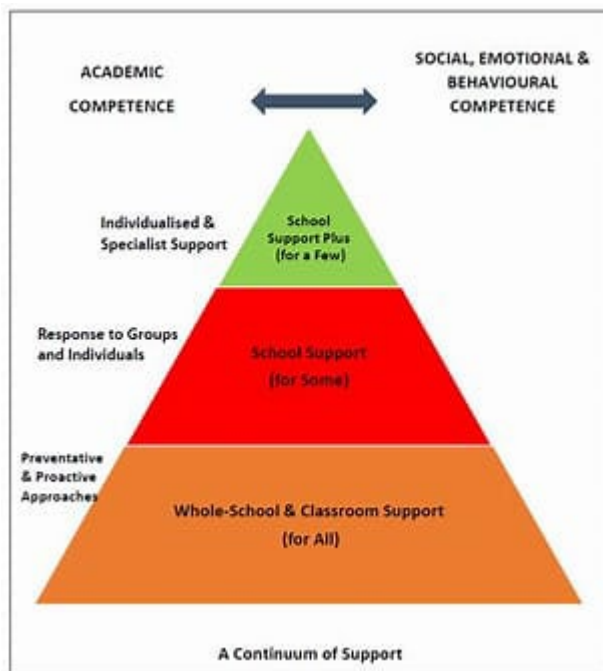 ACADEMIC
COMPETENCE
SOCIAL, EMOTIONAL &
BEHAVIOURAL
COMPETENCE
Individualised &
Specialist Support
School
Support Plus
(for a Few)
Response to Groups
and Individuals
School Support
(for Some)
Preventative
& Proactive
Approaches
Whole-School & Classroom Support
(for All)
A Continuum of Support